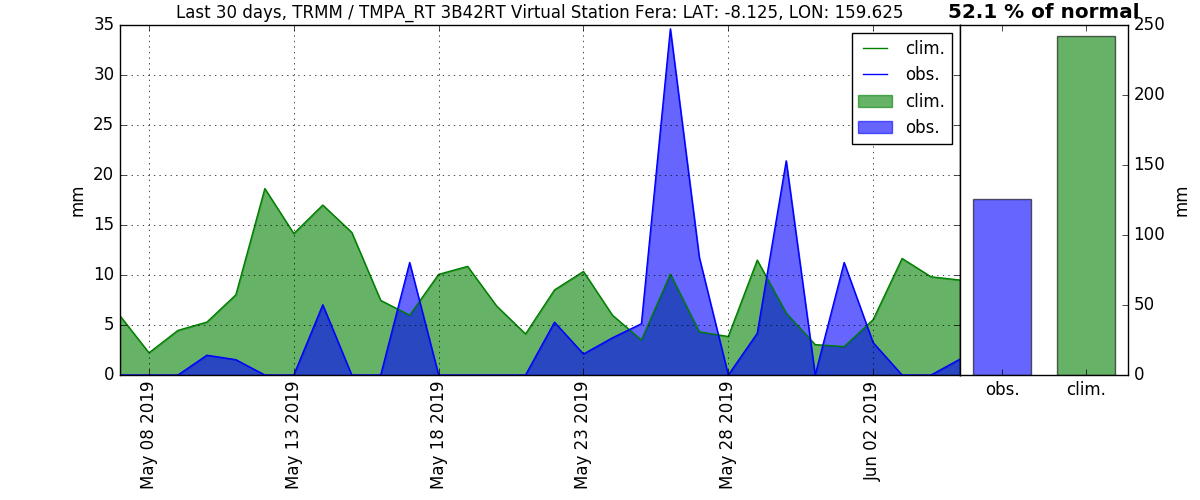 Last 30 days, TRMM / TMPA_RT 3B42RT Virtual Station Fera: LAT: -8.125, LON: 159.625
52.1 % of normal
35
30
25
20
15
10
5
0
mm
clim.
obs.
clim.
obs.
250
200
150
100
50
0
mm
obs.
clim.
May 08 2019
May 13 2019
May 18 2019
May 23 2019
May 28 2019
Jun 02 2019